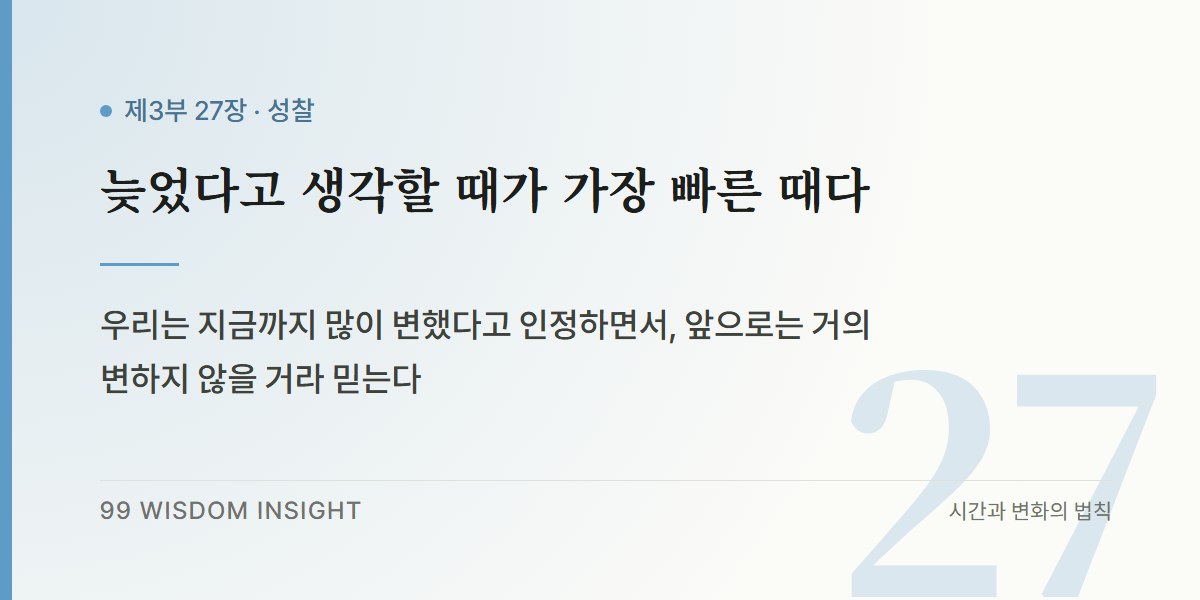 제3부 27장 · 성찰
늦었다고 생각할 때가 가장 빠른 때다
우리는 지금까지 많이 변했다고 인정하면서, 앞으로는 거의
변하지 않을 거라 믿는다
99 WISDOM INSIGHT
시간과 변화의 법칙
27